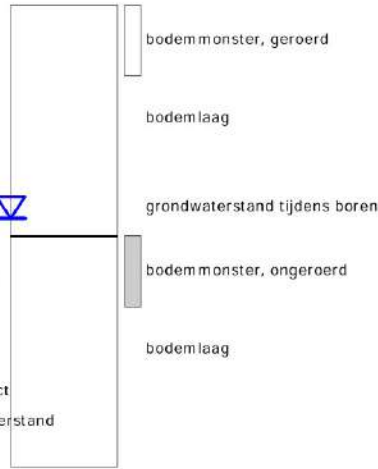 bodemmonster, geroerd
bodemlaag
grondwaterstand tijdens boren
bodemmonster, ongeroerd
bodemlaag